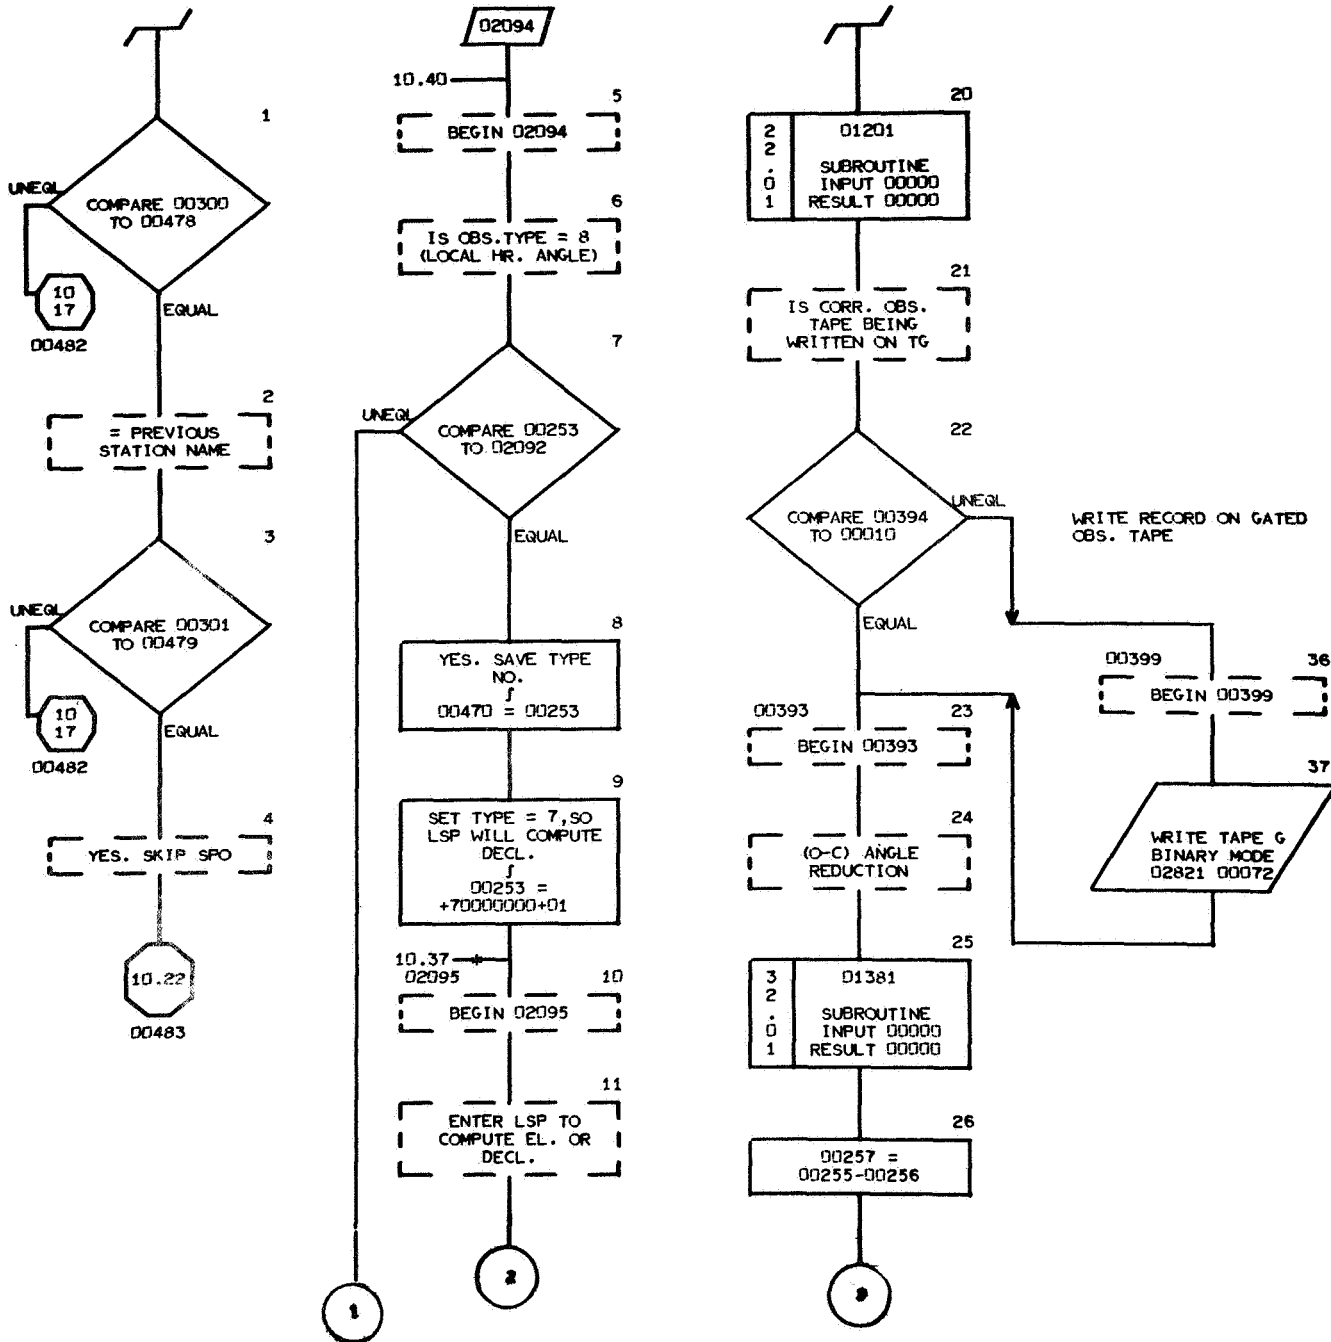 1
UNEQL
COMPARE 00300
TO 00478
10
17
00482
EQUAL
2
= PREVIOUS
STATION NAME
3
UNEQL
COMPARE 00301
TO 00479
10
17
00482
EQUAL
4
YES. SKIP SPO
10.22
00483
02094
10.40
5
BEGIN 02094
6
IS OBS.TYPE = 8
(LOCAL HR. ANGLE)
7
UNEQL
COMPARE 00253
TO 02092
EQUAL
8
YES. SAVE TYPE
NO.
∫
00470 = 00253
9
SET TYPE = 7,SO
LSP WILL COMPUTE
DECL.
∫
00253 =
+70000000+01
10.37
02095
10
BEGIN 02095
11
ENTER LSP TO
COMPUTE EL. OR
DECL.
1
2
20
2
2
.
0
1
01201
SUBROUTINE
INPUT 00000
RESULT 00000
21
IS CORR. OBS.
TAPE BEING
WRITTEN ON TG
22
UNEQL
COMPARE 00394
TO 00010
EQUAL
WRITE RECORD ON GATED
OBS. TAPE
00393
23
BEGIN 00393
24
(O-C) ANGLE
REDUCTION
25
3
2
.
0
1
01381
SUBROUTINE
INPUT 00000
RESULT 00000
26
00257 =
00255-00256
00399
36
BEGIN 00399
37
WRITE TAPE G
BINARY MODE
02821 00072